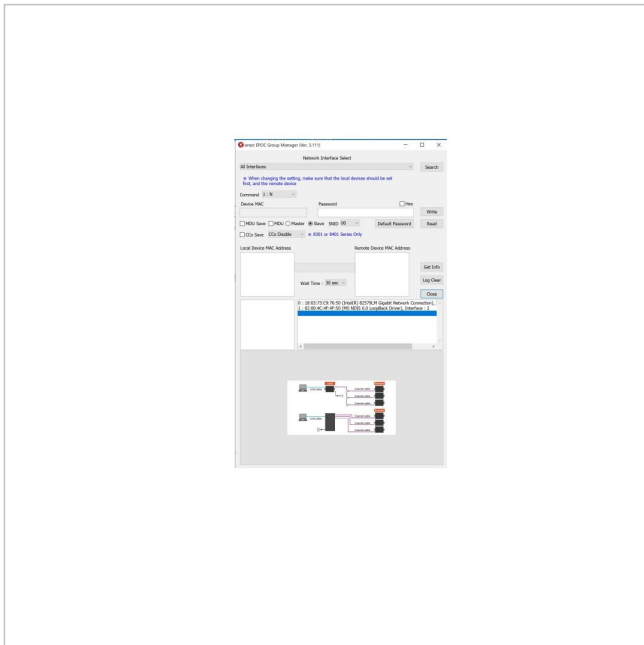 eneo EPOC Group Manager (Ver. 3.111)
Network Interface Select
All Interfaces
Search
※ When changing the setting, make sure that the local devices should be set
first, and the remote device
Command 1 : N
Device MAC
Password
Hex
Write
MDU Save MDU Master Slave SNID 00 Default Password Read
CCo Save CCo Disable ※ 8301 or 8401 Series Only
Local Device MAC Address
Remote Device MAC Address
Get Info
Wait Time : 30 sec
Log Clear
Close
0 : 18:03:73:C9:76:50 [Intel(R) 82579LM Gigabit Network Connection],
1 : 02:00:4C:4F:4F:50 [MS NDIS 6.0 LoopBack Driver], Interface : 2